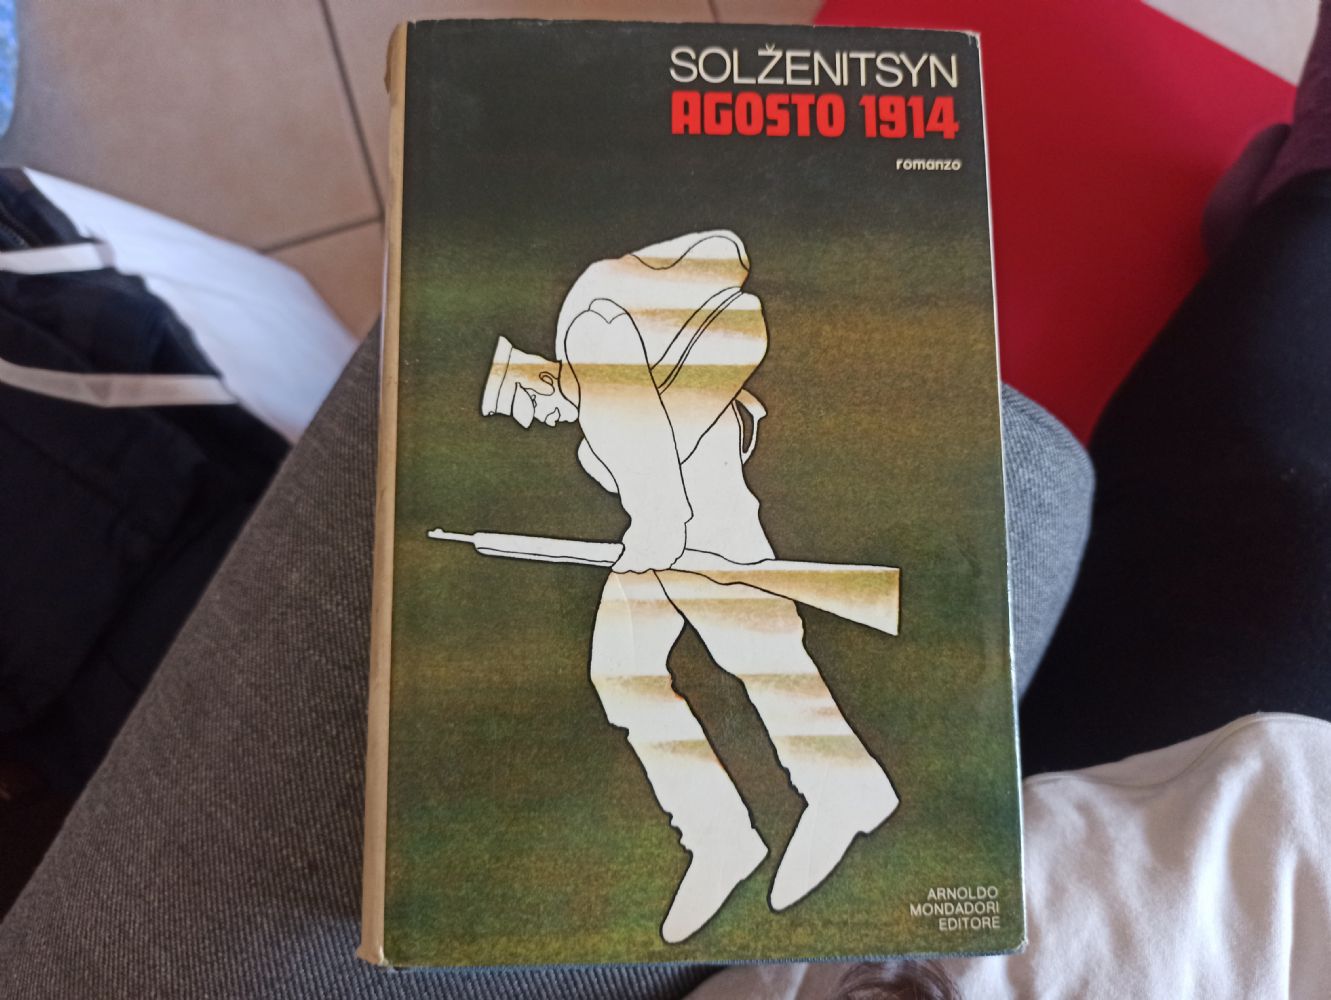 SOLŽENITSYN
AGOSTO 1914
romanzo
ARNOLDO
MONDADORI
EDITORE